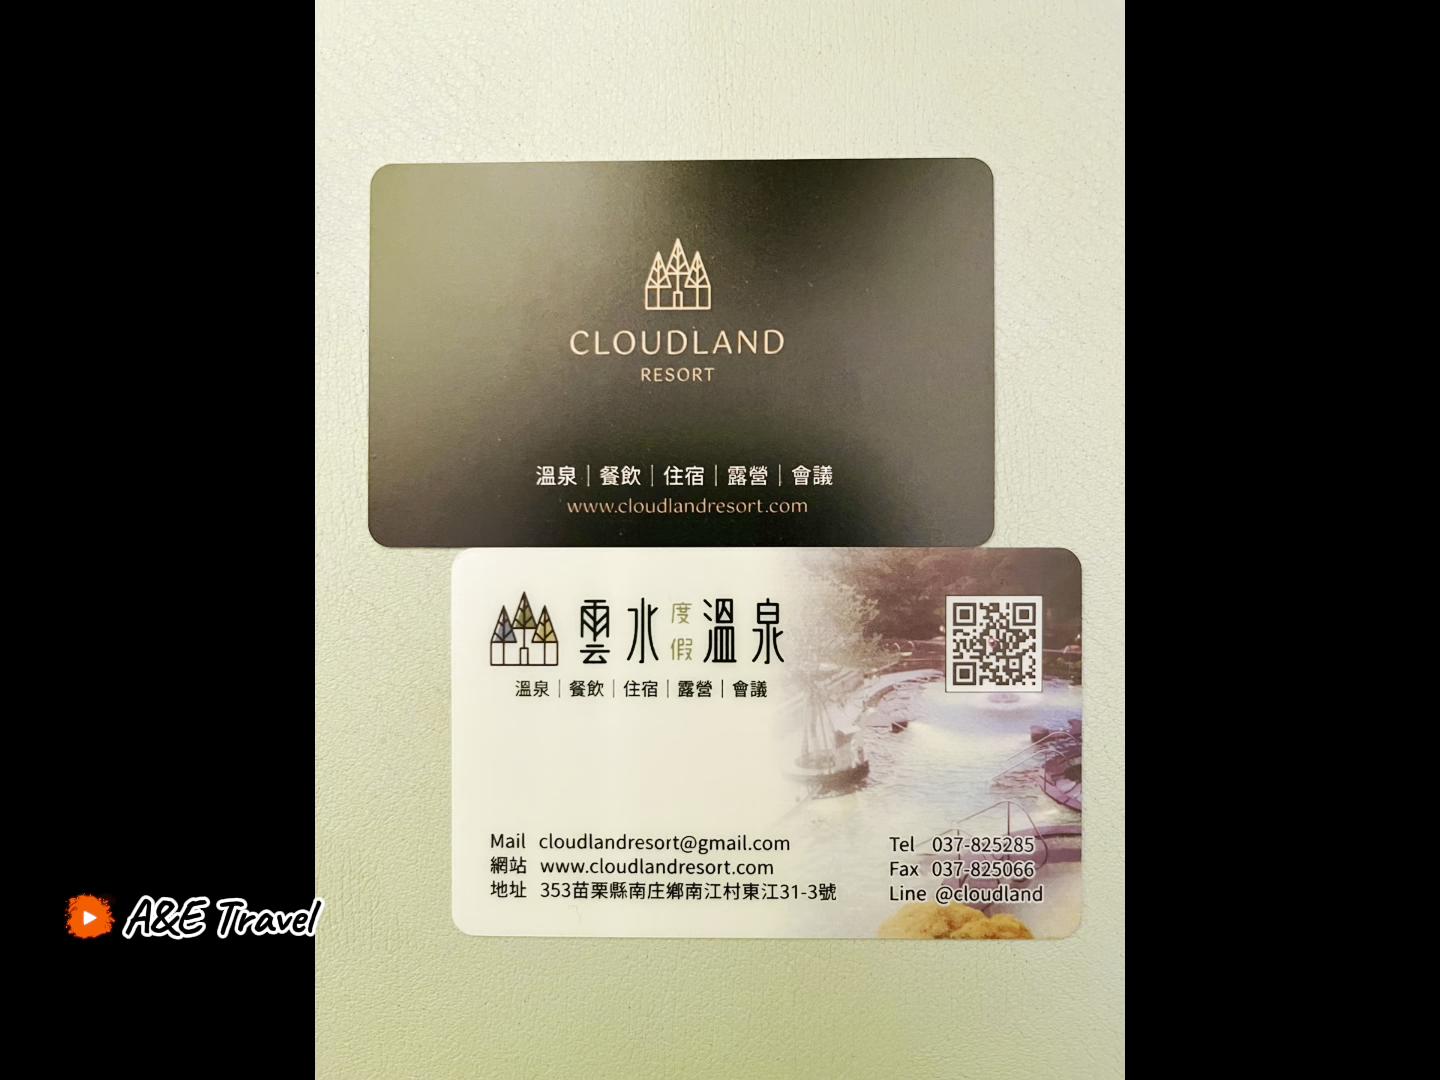 CLOUDLAND
RESORT
溫泉｜餐飲｜住宿｜露營｜會議
www.cloudlandresort.com
雲水度假溫泉
溫泉｜餐飲｜住宿｜露營｜會議
Mail cloudlandresort@gmail.com
網站 www.cloudlandresort.com
地址 353苗栗縣南庄鄉南江村東江31-3號
Tel 037-825285
Fax 037-825066
Line @cloudland
A&E Travel